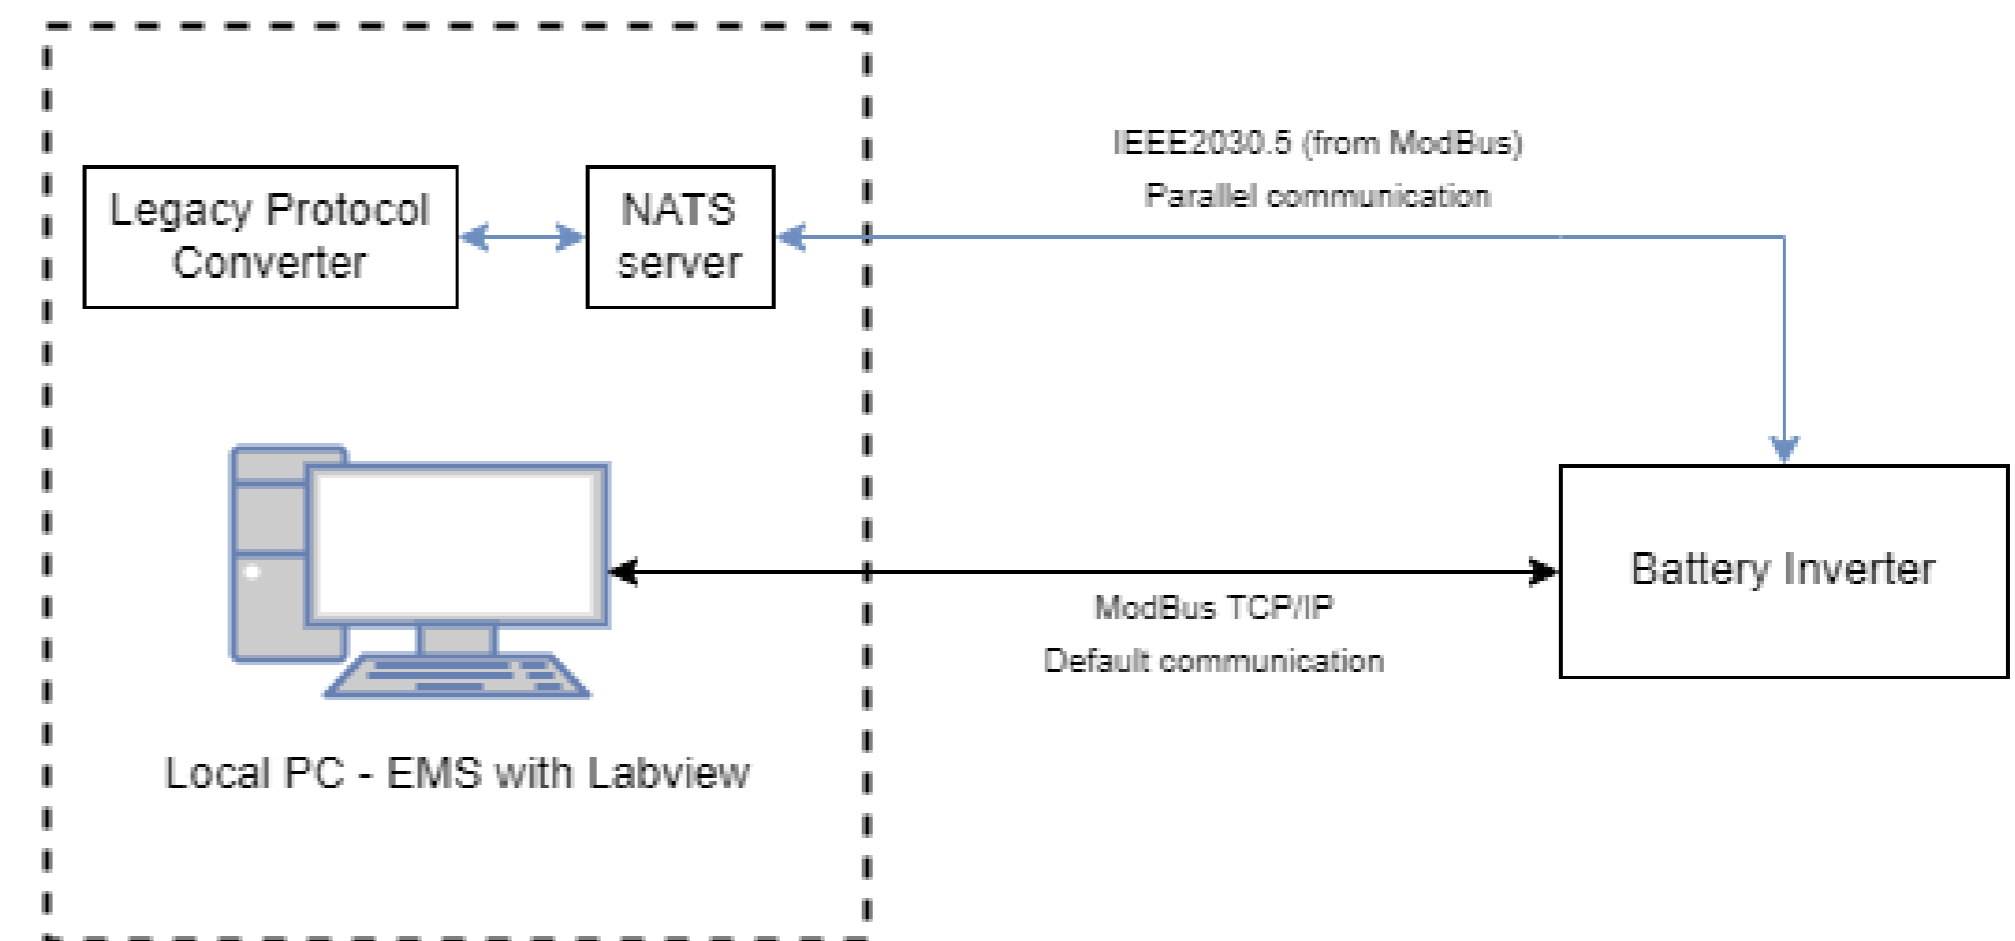 IEEE2030.5 (from ModBus)
Parallel communication
Legacy Protocol
Converter
NATS
server
Battery Inverter
ModBus TCP/IP
Default communication
Local PC - EMS with Labview